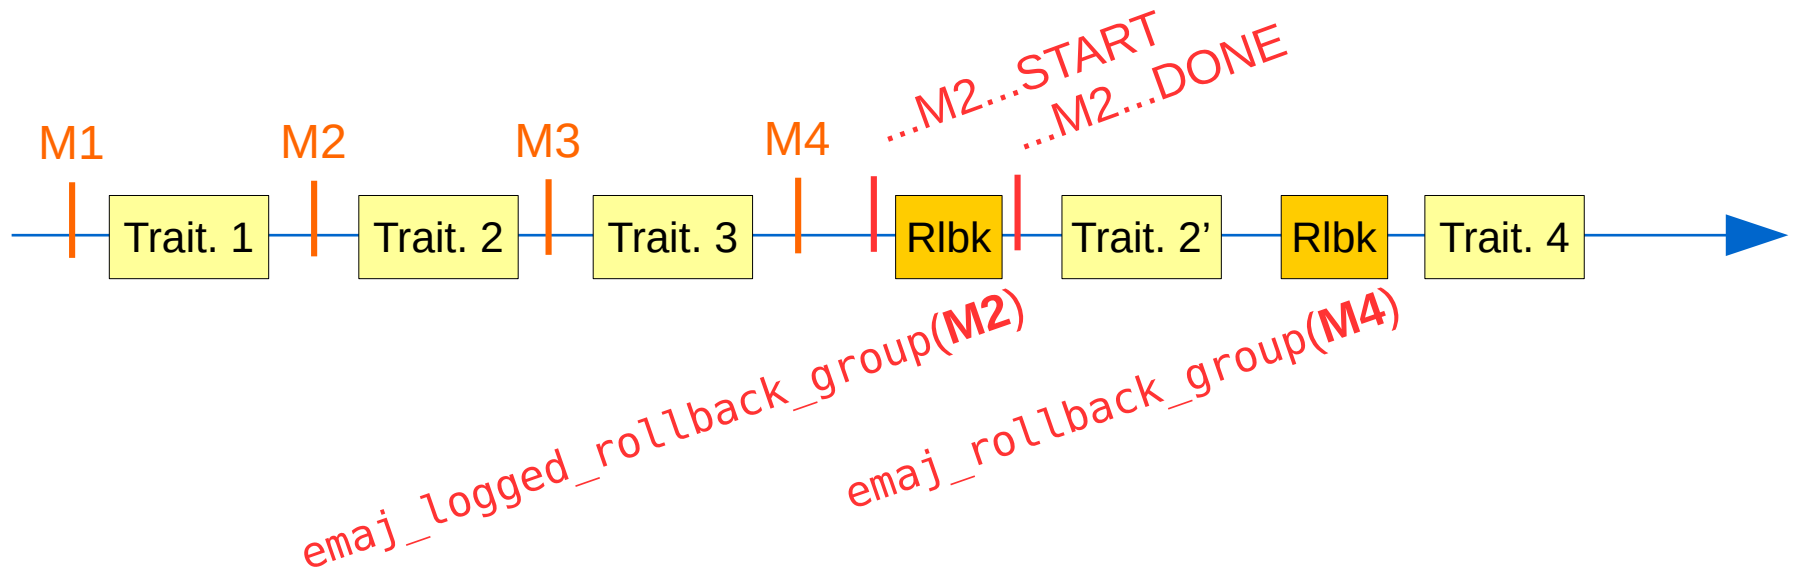 ...M2...START
...M2...DONE
M1
M2
M3
M4
Trait. 1
Trait. 2
Trait. 3
Rlbk
Trait. 2’
Rlbk
Trait. 4
emaj_logged_rollback_group(M2)
emaj_rollback_group(M4)